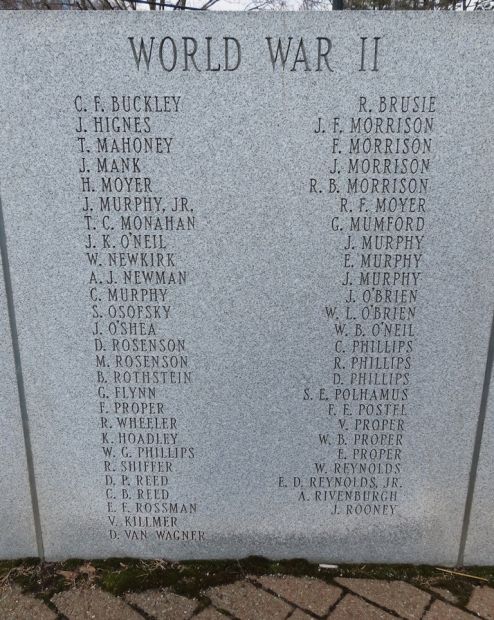 WORLD WAR II
C. F. BUCKLEY
J. HIGNES
T. MAHONEY
J. MANK
H. MOYER
J. MURPHY, JR.
T. C. MONAHAN
J. K. O'NEIL
W. NEWKIRK
A. J. NEWMAN
C. MURPHY
S. OSOFSKY
J. O'SHEA
D. ROSENSON
M. ROSENSON
B. ROTHSTEIN
G. FLYNN
F. PROPER
R. WHEELER
K. HOADLEY
W. G. PHILLIPS
R. SHIFFER
D. P. REED
C. B. REED
E. F. ROSSMAN
V. KILLMER
D. VAN WAGNER
R. BRUSIE
J. F. MORRISON
F. MORRISON
J. MORRISON
R. B. MORRISON
R. F. MOYER
G. MUMFORD
J. MURPHY
E. MURPHY
J. MURPHY
J. O'BRIEN
W. L. O'BRIEN
W. B. O'NEIL
C. PHILLIPS
R. PHILLIPS
D. PHILLIPS
S. E. POLHAMUS
F. E. POSTEL
V. PROPER
W. B. PROPER
E. PROPER
W. REYNOLDS
E. D. REYNOLDS, JR.
A. RIVENBURGH
J. ROONEY